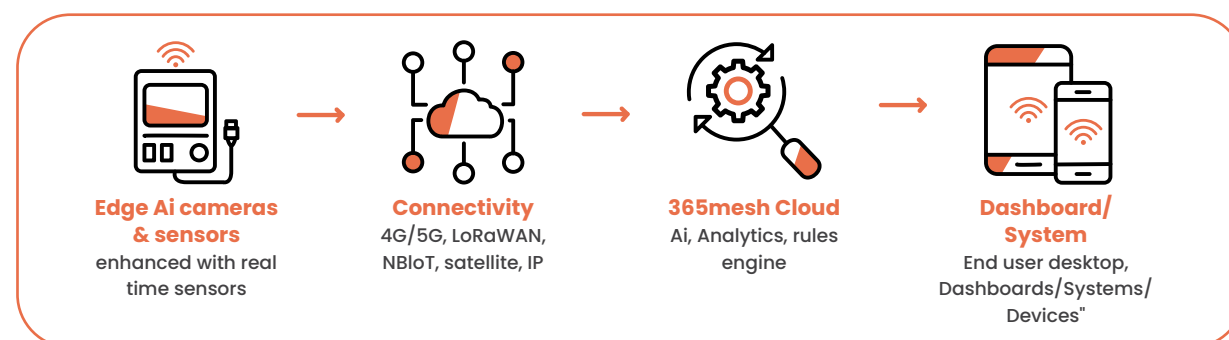 Edge Ai cameras
& sensors
enhanced with real
time sensors
Connectivity
4G/5G, LoRaWAN,
NBIoT, satellite, IP
365mesh Cloud
Ai, Analytics, rules
engine
Dashboard/
System
End user desktop,
Dashboards/Systems/
Devices"